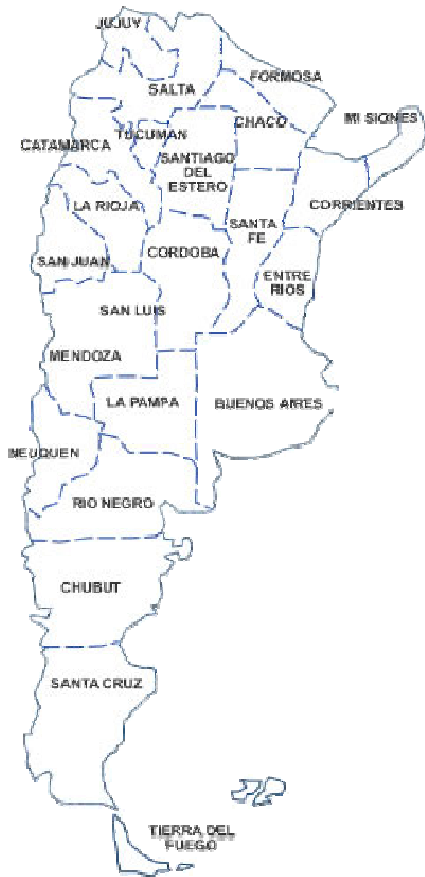 JUJUY
FORMOSA
SALTA
MISIONES
CHACO
TUCUMAN
CATAMARCA
SANTIAGO
DEL
ESTERO
LA RIOJA
CORRIENTES
SANTA
FE
CORDOBA
SAN JUAN
ENTRE
RIOS
SAN LUIS
MENDOZA
LA PAMPA
BUENOS AIRES
NEUQUEN
RIO NEGRO
CHUBUT
SANTA CRUZ
TIERRA DEL
FUEGO